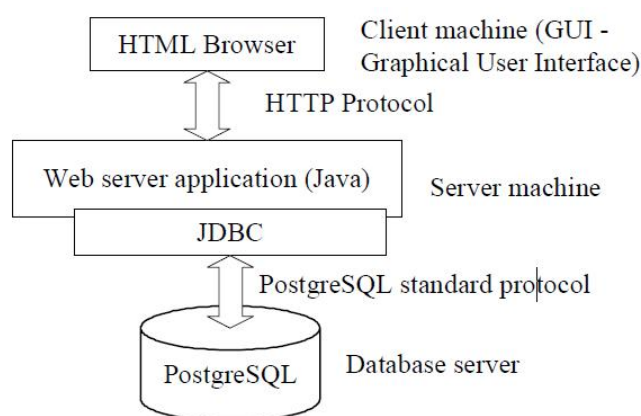 HTML Browser
Client machine (GUI -
Graphical User Interface)
HTTP Protocol
Web server application (Java)
Server machine
JDBC
PostgreSQL standard protocol
PostgreSQL
Database server